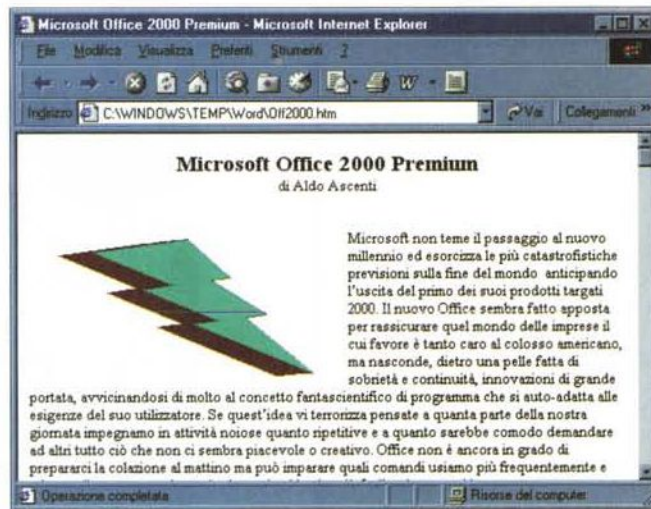 Microsoft Office 2000 Premium - Microsoft Internet Explorer
File Modifica Visualizza Preferiti Strumenti ?
Indirizzo C:\WINDOWS\TEMP\Word\Off2000.htm Vai Collegamenti »
Microsoft Office 2000 Premium
di Aldo Ascenti
Microsoft non teme il passaggio al nuovo
millennio ed esorcizza le più catastrofistiche
previsioni sulla fine del mondo anticipando
l'uscita del primo dei suoi prodotti targati
2000. Il nuovo Office sembra fatto apposta
per rassicurare quel mondo delle imprese il
cui favore è tanto caro al colosso americano,
ma nasconde, dietro una pelle fatta di
sobrietà e continuità, innovazioni di grande
portata, avvicinandosi di molto al concetto fantascientifico di programma che si auto-adatta alle
esigenze del suo utilizzatore. Se quest'idea vi terrorizza pensate a quanta parte della nostra
giornata impegnamo in attività noiose quanto ripetitive e a quanto sarebbe comodo demandare
ad altri tutto ciò che non ci sembra piacevole o creativo. Office non è ancora in grado di
prepararci la colazione al mattino ma può imparare quali comandi usiamo più frequentemente e
Operazione completata Risorse del computer